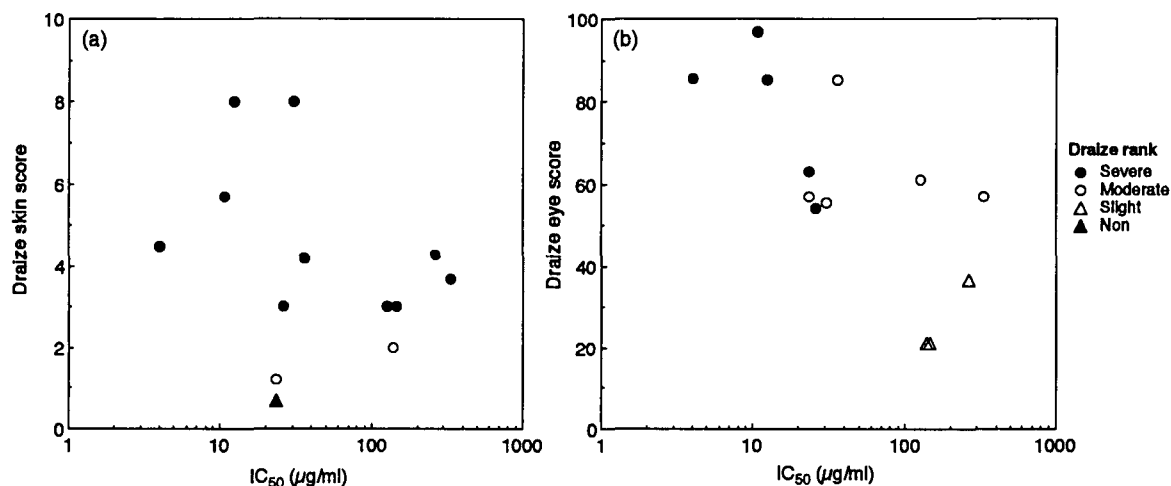 (a)
10
8
6
4
2
0
Draize skin score
1
10
100
1000
IC50 (µg/ml)
(b)
100
80
60
40
20
0
Draize eye score
1
10
100
1000
IC50 (µg/ml)
Draize rank
Severe
Moderate
Slight
Non